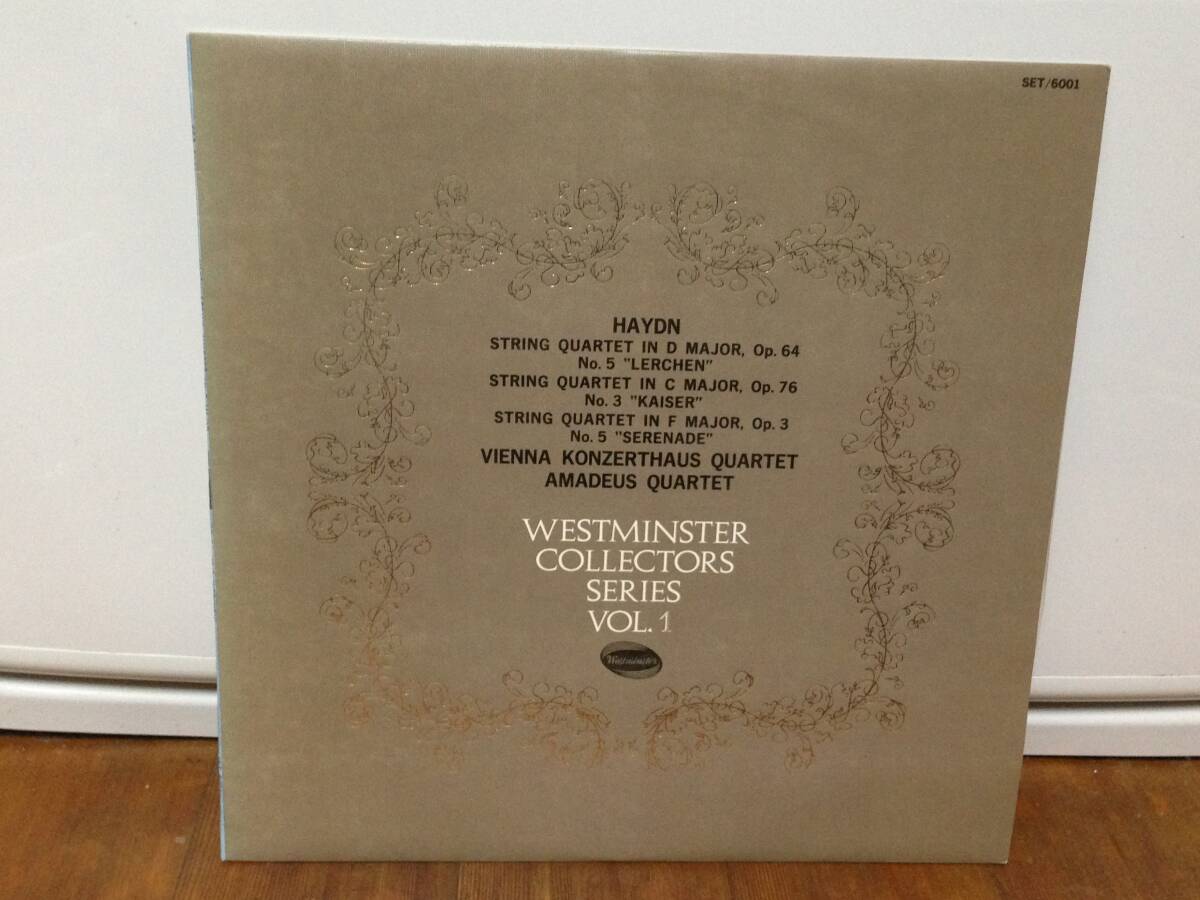 SET/6001
HAYDN
STRING QUARTET IN D MAJOR, Op. 64
No. 5 "LERCHEN"
STRING QUARTET IN C MAJOR, Op. 76
No. 3 "KAISER"
STRING QUARTET IN F MAJOR, Op. 3
No. 5 "SERENADE"
VIENNA KONZERTHAUS QUARTET
AMADEUS QUARTET
WESTMINSTER
COLLECTORS
SERIES
VOL. 1
Westminster